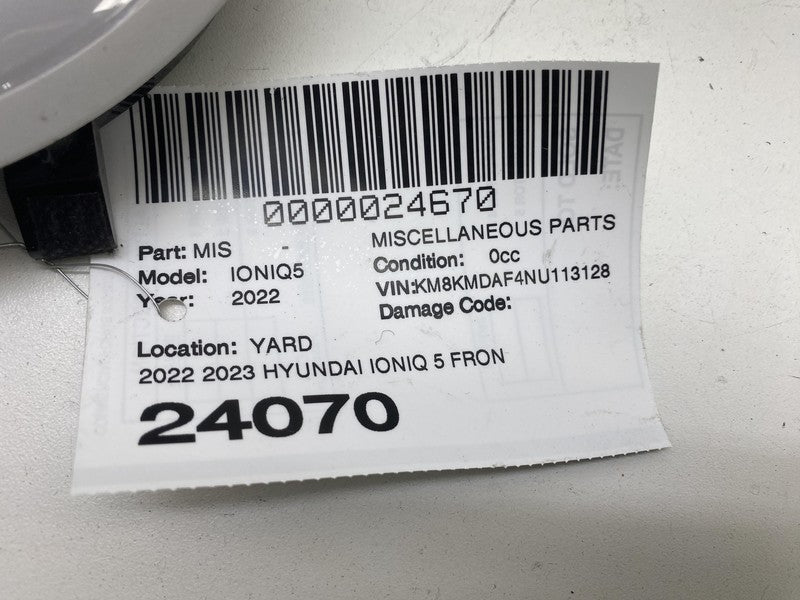 0000024670
Part: MIS - MISCELLANEOUS PARTS
Model: IONIQ5 Condition: 0cc
Year: 2022 VIN:KM8KMDAF4NU113128
Damage Code:
Location: YARD
2022 2023 HYUNDAI IONIQ 5 FRON
24070
DATE: